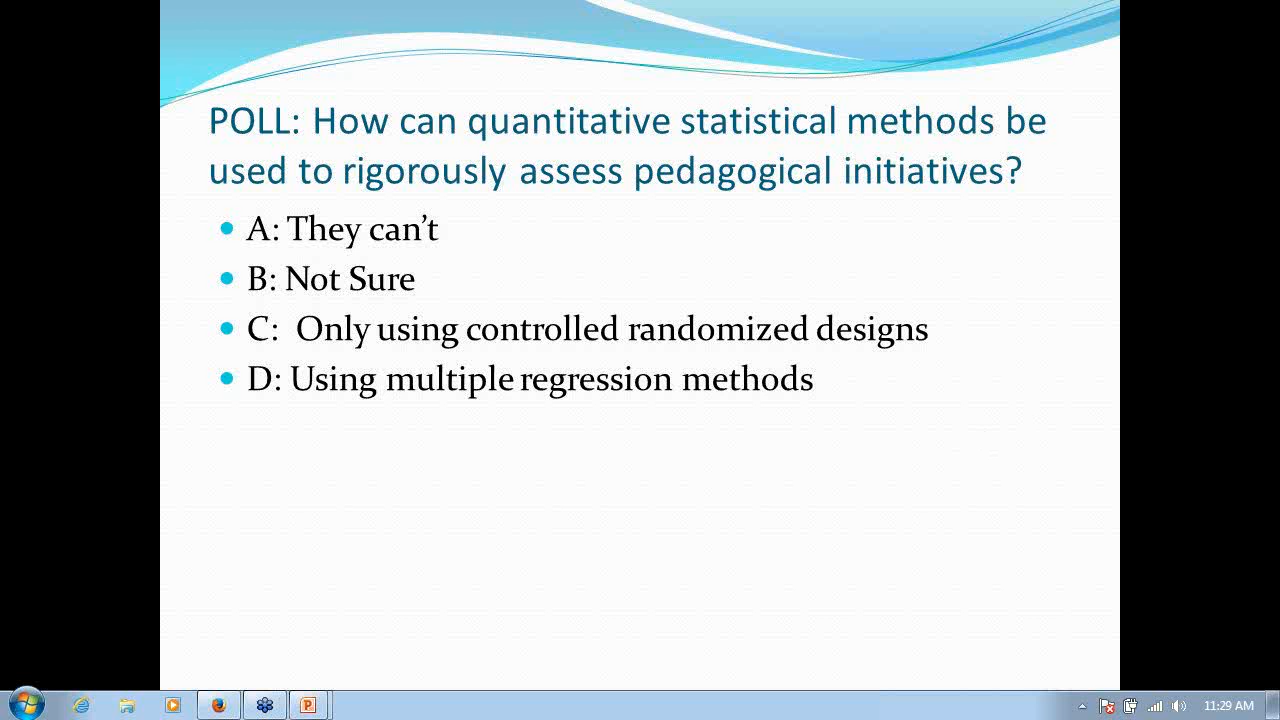 POLL: How can quantitative statistical methods be
used to rigorously assess pedagogical initiatives?
• A: They can’t
• B: Not Sure
• C:  Only using controlled randomized designs
• D: Using multiple regression methods
11:29 AM